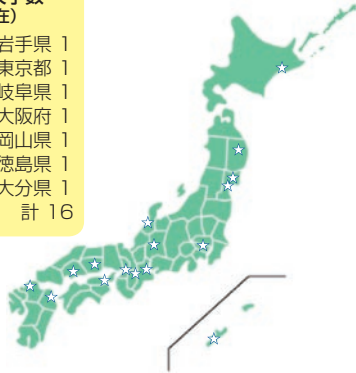 在）
岩手県 1
東京都 1
岐阜県 1
大阪府 1
岡山県 1
徳島県 1
大分県 1
計 16